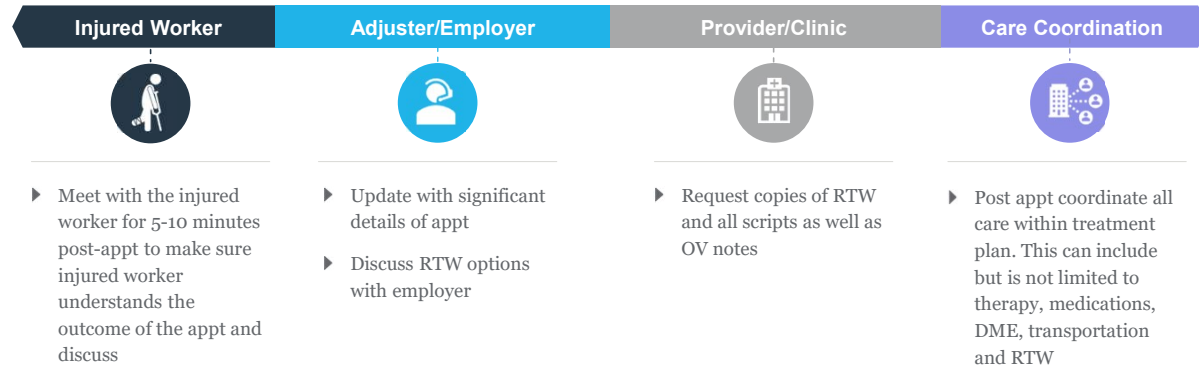 Injured Worker
Adjuster/Employer
Provider/Clinic
Care Coordination
Meet with the injured
worker for 5-10 minutes
post-appt to make sure
injured worker
understands the
outcome of the appt and
discuss
Update with significant
details of appt
Discuss RTW options
with employer
Request copies of RTW
and all scripts as well as
OV notes
Post appt coordinate all
care within treatment
plan. This can include
but is not limited to
therapy, medications,
DME, transportation
and RTW